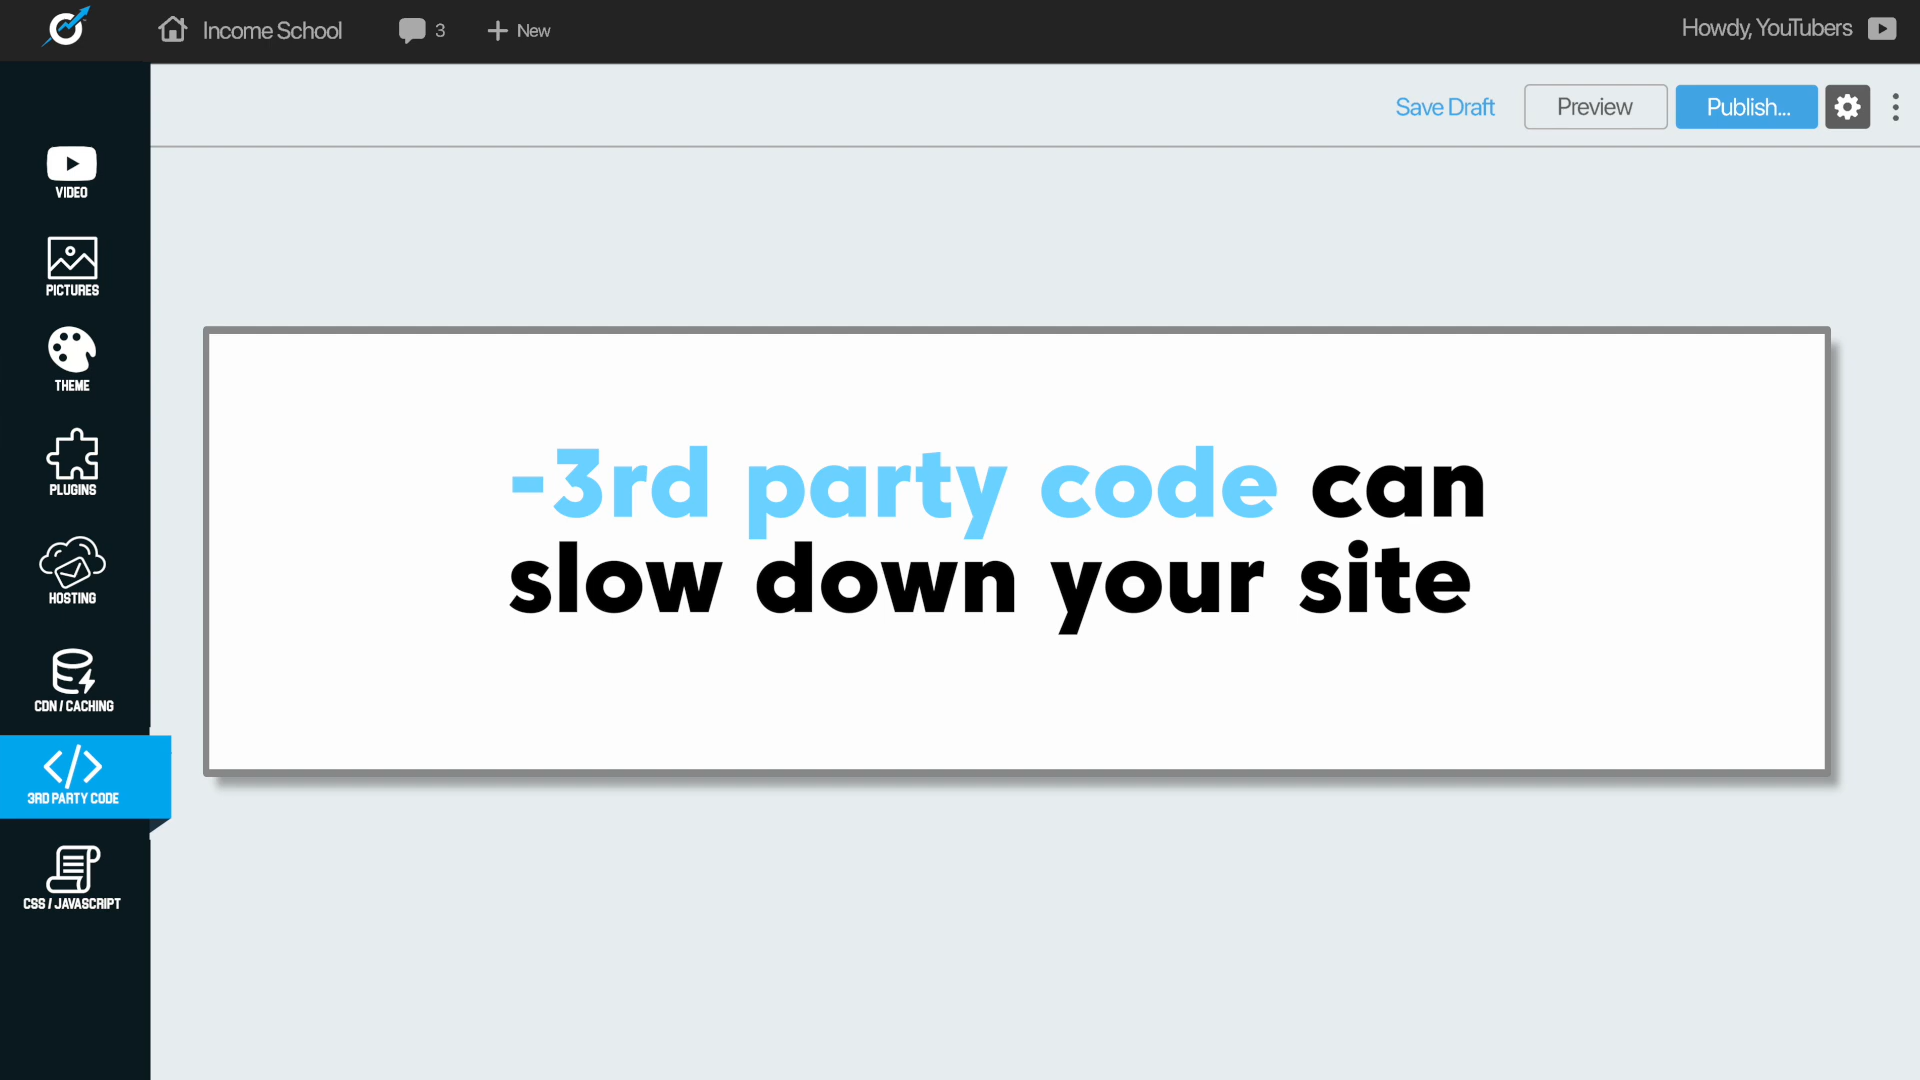 Income School
3
New
Howdy, YouTubers
Save Draft
Preview
Publish...
VIDEO
PICTURES
THEME
PLUGINS
HOSTING
CDN / CACHING
3RD PARTY CODE
CSS / JAVASCRIPT
-3rd party code can
slow down your site